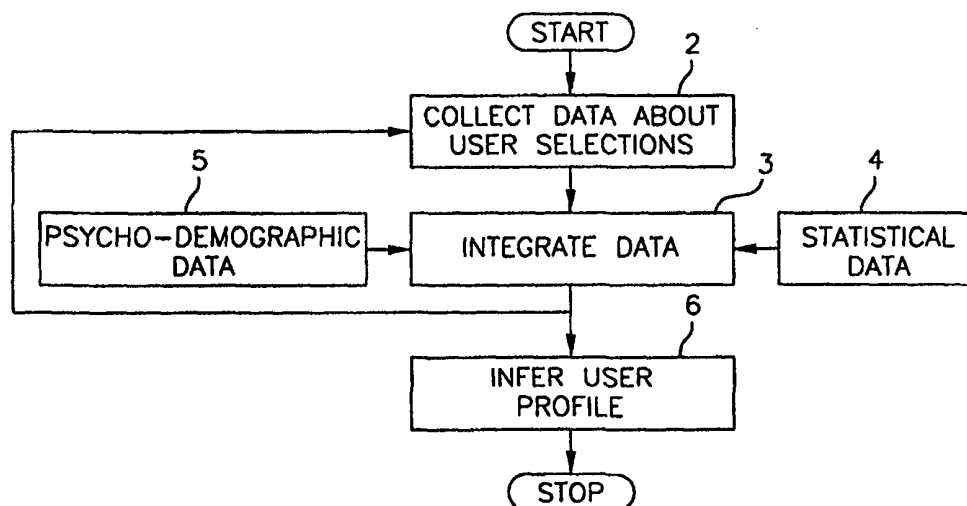 START
2
COLLECT DATA ABOUT
USER SELECTIONS
5
3
4
PSYCHO-DEMOGRAPHIC
DATA
INTEGRATE DATA
STATISTICAL
DATA
6
INFER USER
PROFILE
STOP